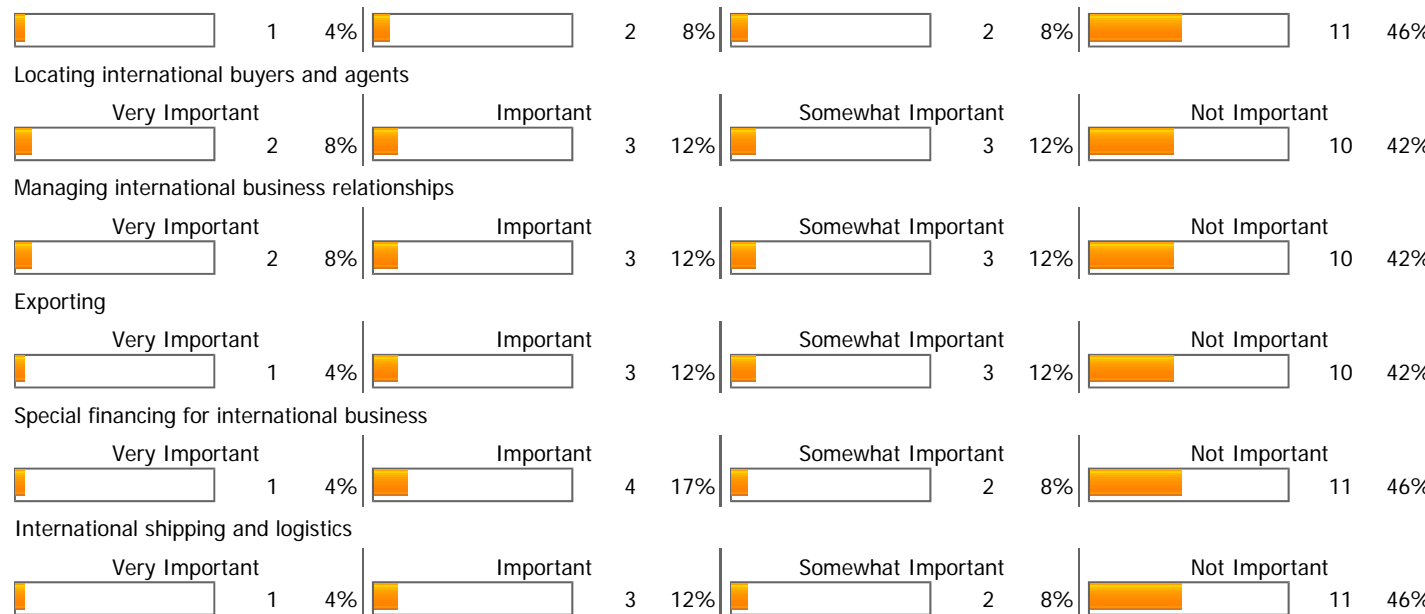 1 4% 2 8% 2 8% 11 46%
Locating international buyers and agents
Very Important Important Somewhat Important Not Important
2 8% 3 12% 3 12% 10 42%
Managing international business relationships
Very Important Important Somewhat Important Not Important
2 8% 3 12% 3 12% 10 42%
Exporting
Very Important Important Somewhat Important Not Important
1 4% 3 12% 3 12% 10 42%
Special financing for international business
Very Important Important Somewhat Important Not Important
1 4% 4 17% 2 8% 11 46%
International shipping and logistics
Very Important Important Somewhat Important Not Important
1 4% 3 12% 2 8% 11 46%